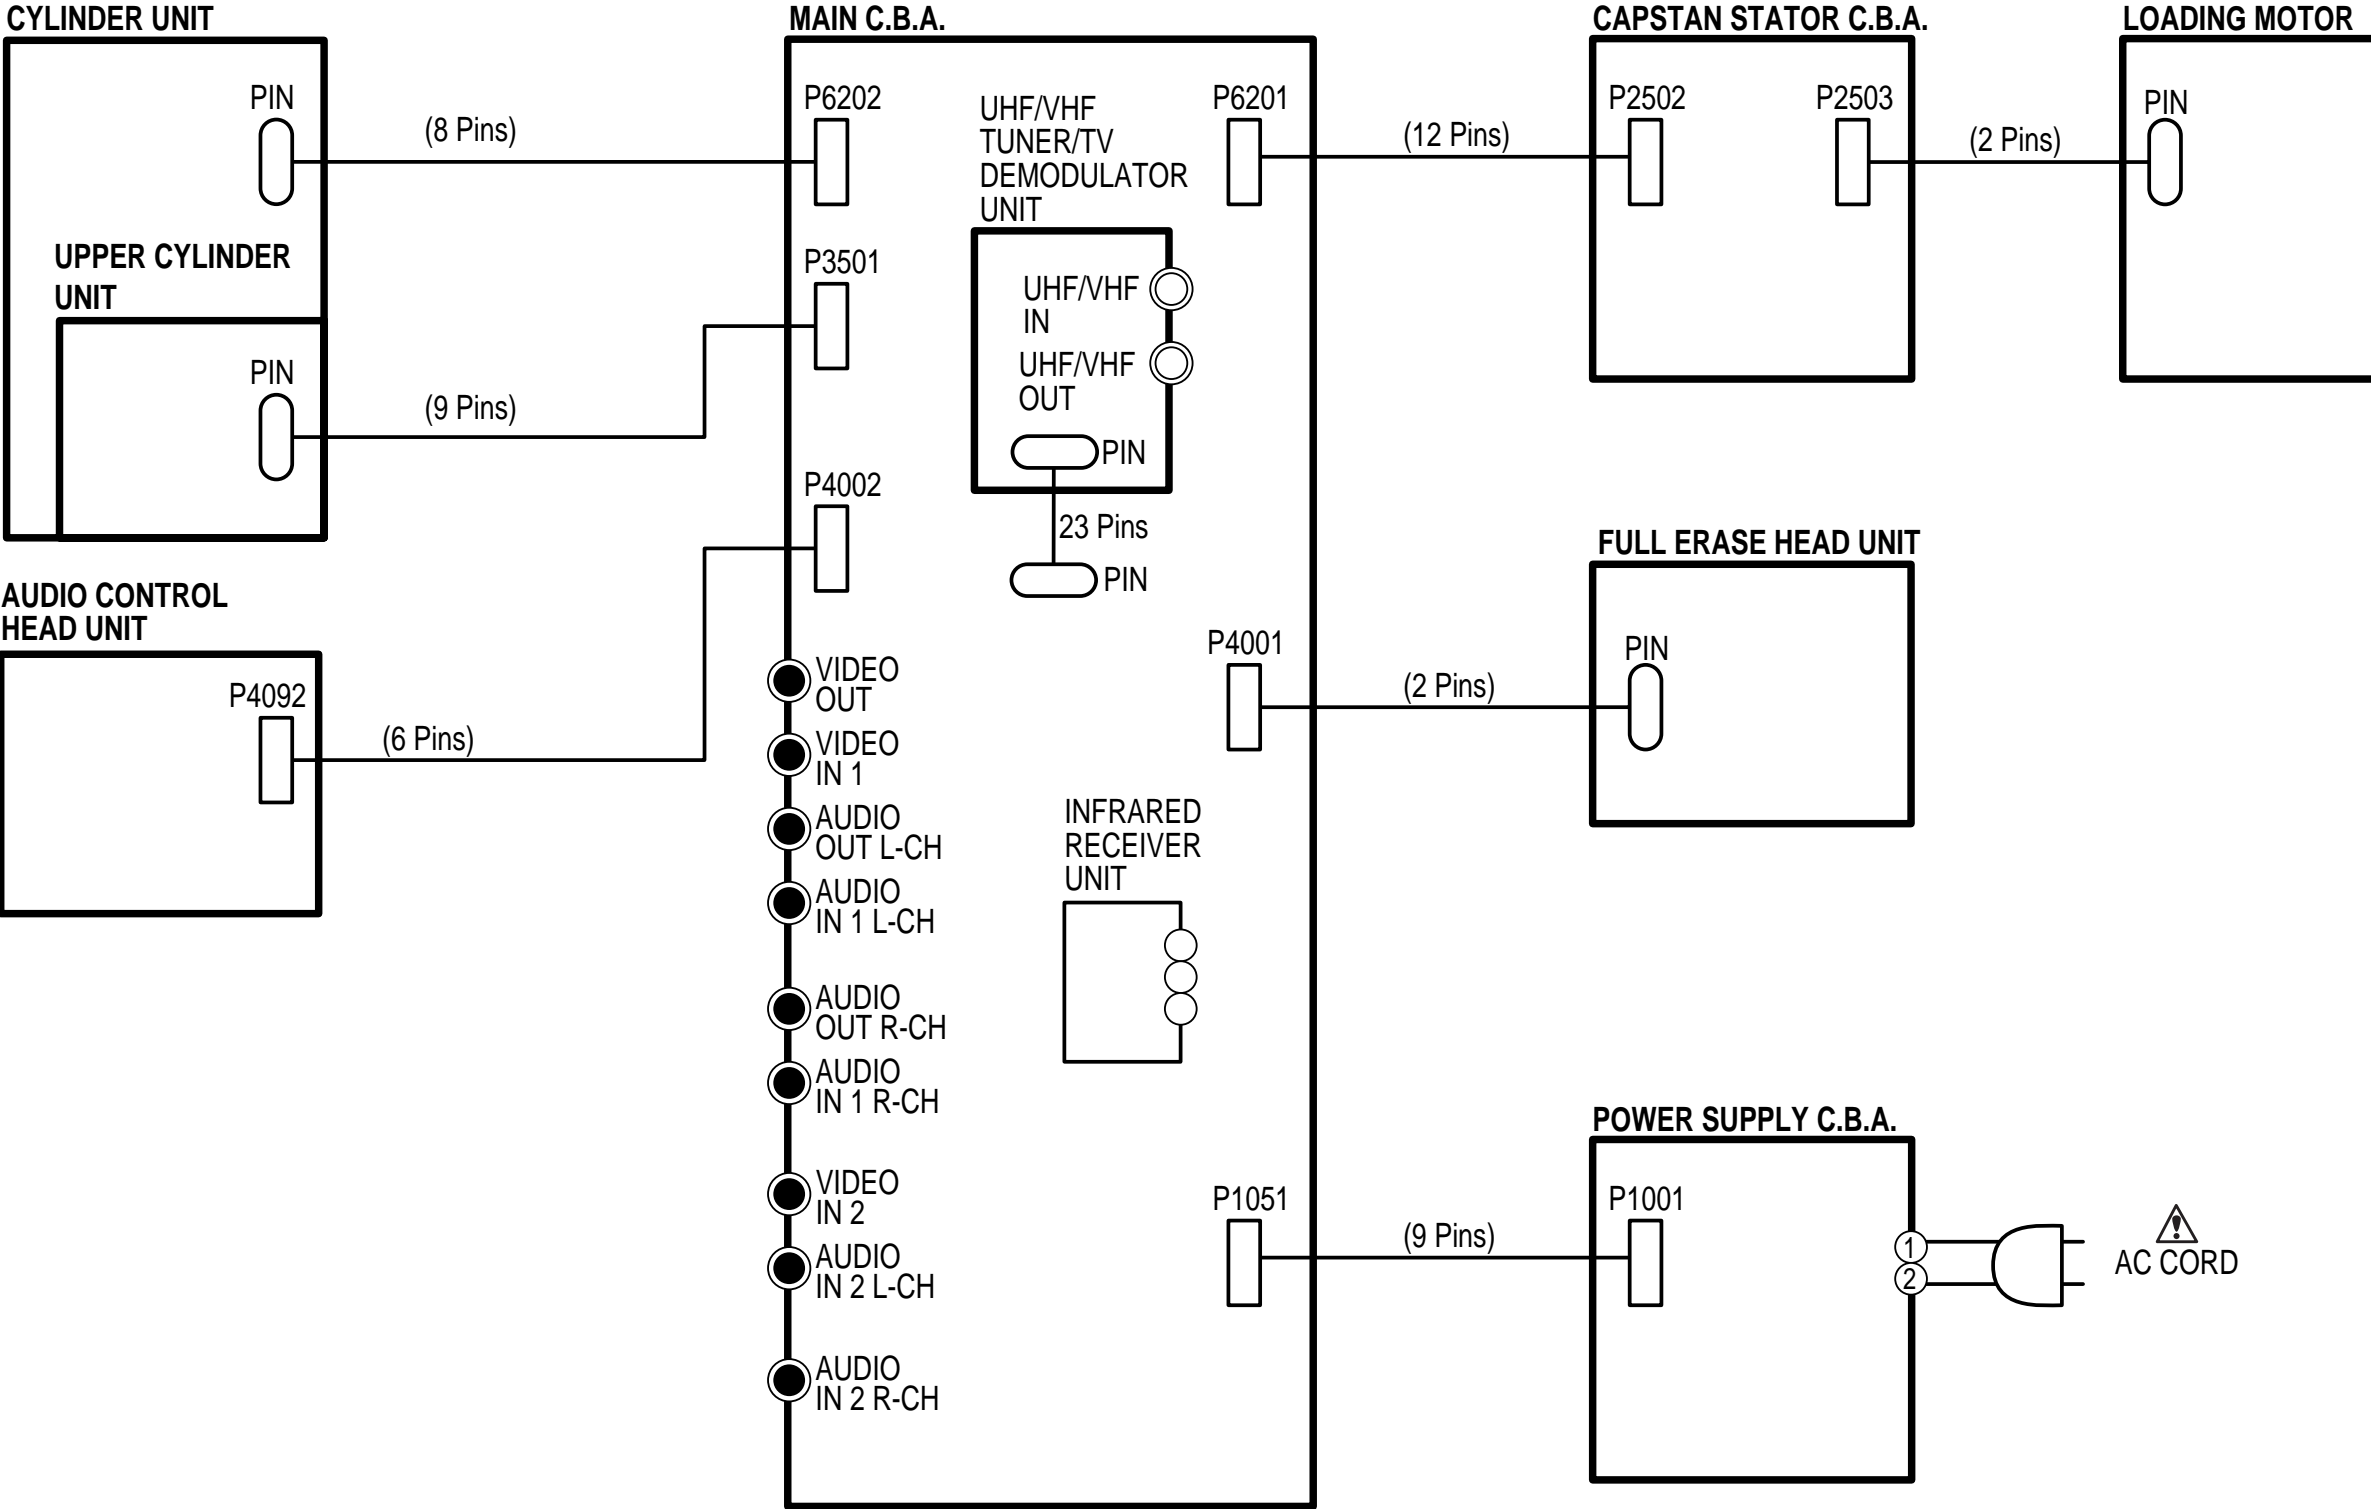 CYLINDER UNIT
PIN
(8 Pins)
UPPER CYLINDER
UNIT
PIN
(9 Pins)
AUDIO CONTROL
HEAD UNIT
P4092
(6 Pins)
MAIN C.B.A.
P6202
P3501
P4002
UHF/VHF
TUNER/TV
DEMODULATOR
UNIT
UHF/VHF
IN
UHF/VHF
OUT
PIN
23 Pins
PIN
VIDEO
OUT
VIDEO
IN 1
AUDIO
OUT L-CH
AUDIO
IN 1 L-CH
AUDIO
OUT R-CH
AUDIO
IN 1 R-CH
VIDEO
IN 2
AUDIO
IN 2 L-CH
AUDIO
IN 2 R-CH
INFRARED
RECEIVER
UNIT
P6201
(12 Pins)
P4001
(2 Pins)
P1051
(9 Pins)
CAPSTAN STATOR C.B.A.
P2502
P2503
(2 Pins)
LOADING MOTOR
PIN
FULL ERASE HEAD UNIT
PIN
POWER SUPPLY C.B.A.
P1001
1
2
!
AC CORD